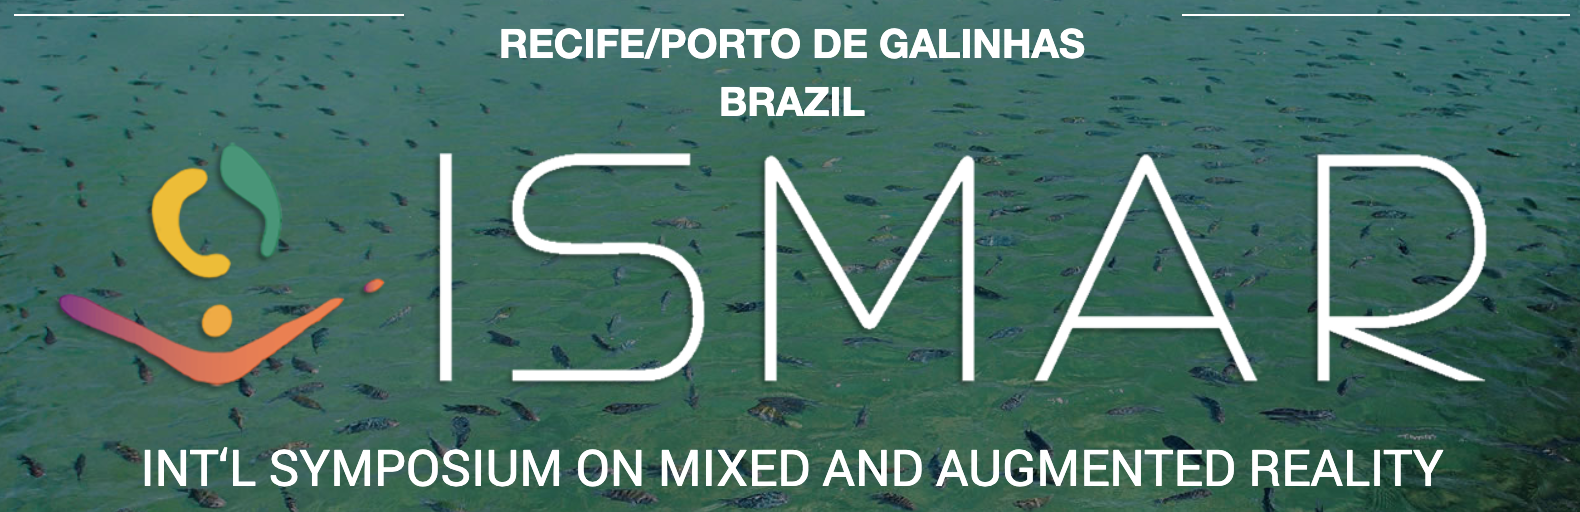 RECIFE/PORTO DE GALINHAS
BRAZIL
ISMAR
INT‘L SYMPOSIUM ON MIXED AND AUGMENTED REALITY